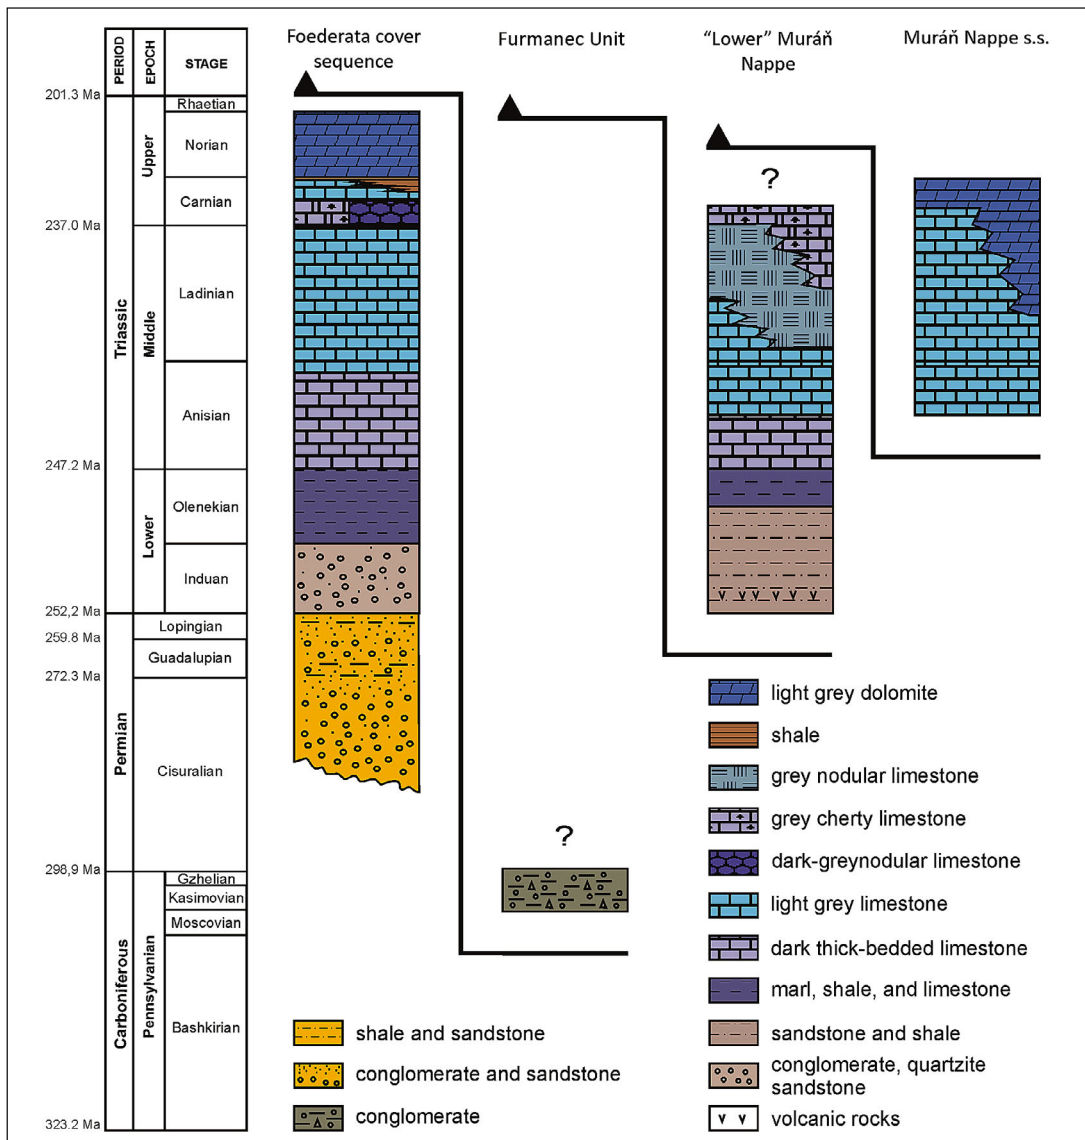 PERIOD
EPOCH
STAGE
Foederata cover
sequence
Furmanec Unit
“Lower” Muráň
Nappe
Muráň Nappe s.s.
201.3 Ma
237.0 Ma
247.2 Ma
252,2 Ma
259.8 Ma
272.3 Ma
298,9 Ma
323.2 Ma
Triassic
Permian
Carboniferous
Upper
Middle
Lower
Pennsylvanian
Rhaetian
Norian
Carnian
Ladinian
Anisian
Olenekian
Induan
Lopingian
Guadalupian
Cisuralian
Gzhelian
Kasimovian
Moscovian
Bashkirian
?
?
shale and sandstone
conglomerate and sandstone
conglomerate
light grey dolomite
shale
grey nodular limestone
grey cherty limestone
dark-greynodular limestone
light grey limestone
dark thick-bedded limestone
marl, shale, and limestone
sandstone and shale
conglomerate, quartzite
sandstone
volcanic rocks